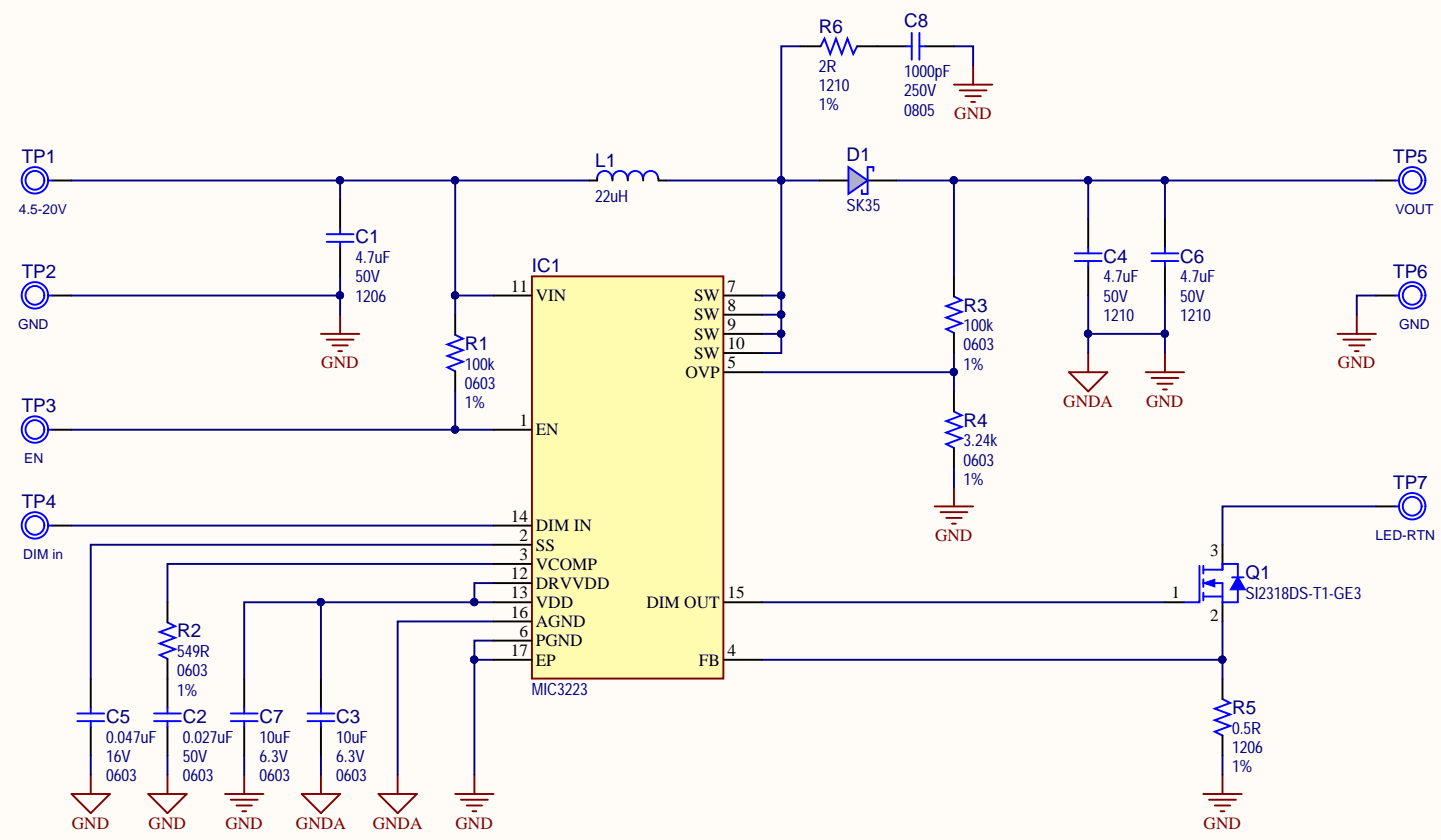 R6
2R
1210
1%
C8
1000pF
250V
0805
GND
TP1
4.5-20V
L1
22uH
D1
SK35
TP5
VOUT
C1
4.7uF
50V
1206
GND
TP2
GND
IC1
11 VIN
SW 7
SW 8
SW 9
SW 10
OVP 5
R1
100k
0603
1%
R3
100k
0603
1%
C4
4.7uF
50V
1210
C6
4.7uF
50V
1210
GNDA
GND
TP6
GND
GND
TP3
EN
1 EN
R4
3.24k
0603
1%
GND
TP4
DIM in
14 DIM IN
2 SS
3 VCOMP
12 DRVVDD
13 VDD
16 AGND
6 PGND
17 EP
DIM OUT 15
FB 4
MIC3223
TP7
LED-RTN
3
1
2
Q1
SI2318DS-T1-GE3
R2
549R
0603
1%
C5
0.047uF
16V
0603
C2
0.027uF
50V
0603
C7
10uF
6.3V
0603
C3
10uF
6.3V
0603
R5
0.5R
1206
1%
GND
GND
GND
GNDA
GNDA
GND
GND